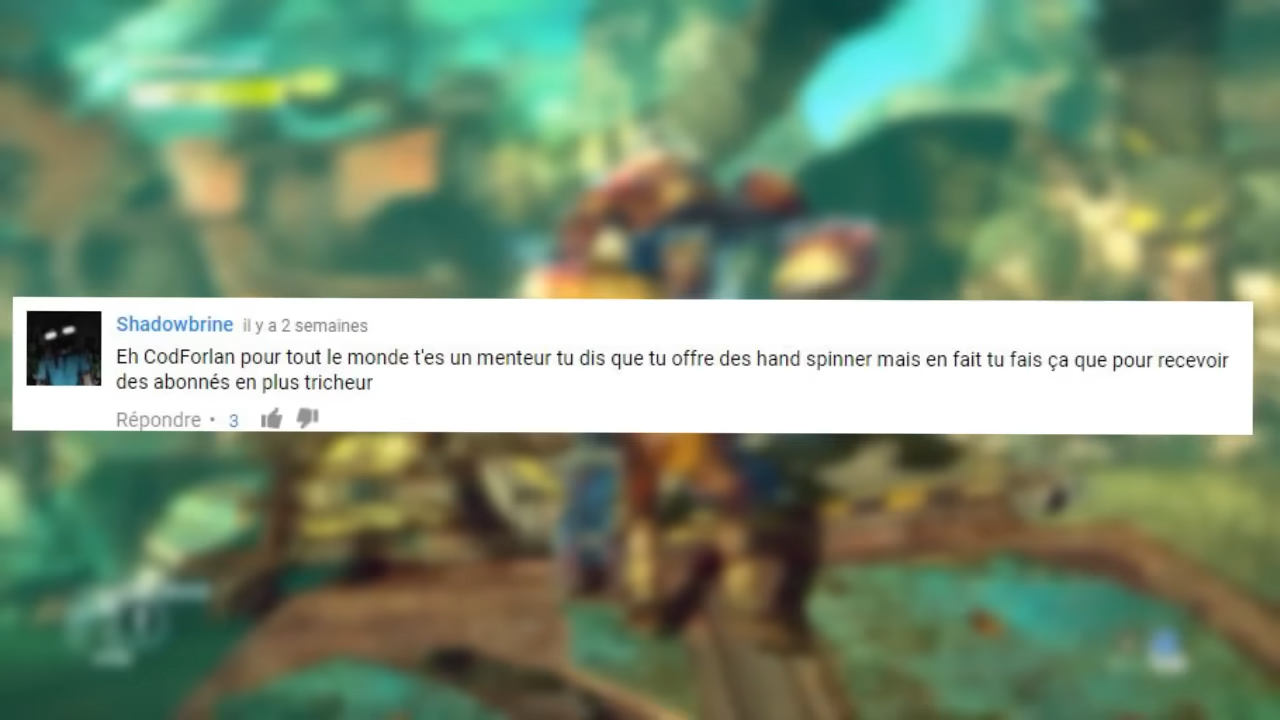 Shadowbrine il y a 2 semaines
Eh CodForlan pour tout le monde t'es un menteur tu dis que tu offre des hand spinner mais en fait tu fais ça que pour recevoir
des abonnés en plus tricheur
Répondre • 3